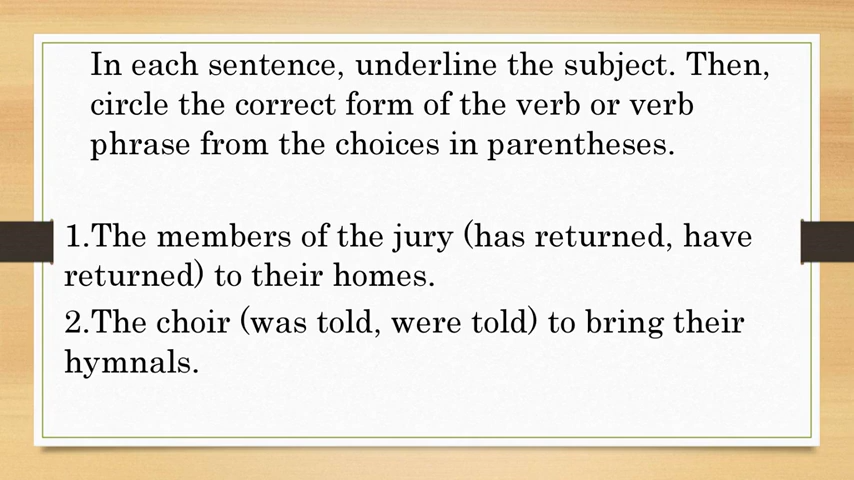 In each sentence, underline the subject. Then,
circle the correct form of the verb or verb
phrase from the choices in parentheses.
1.The members of the jury (has returned, have
returned) to their homes.
2.The choir (was told, were told) to bring their
hymnals.